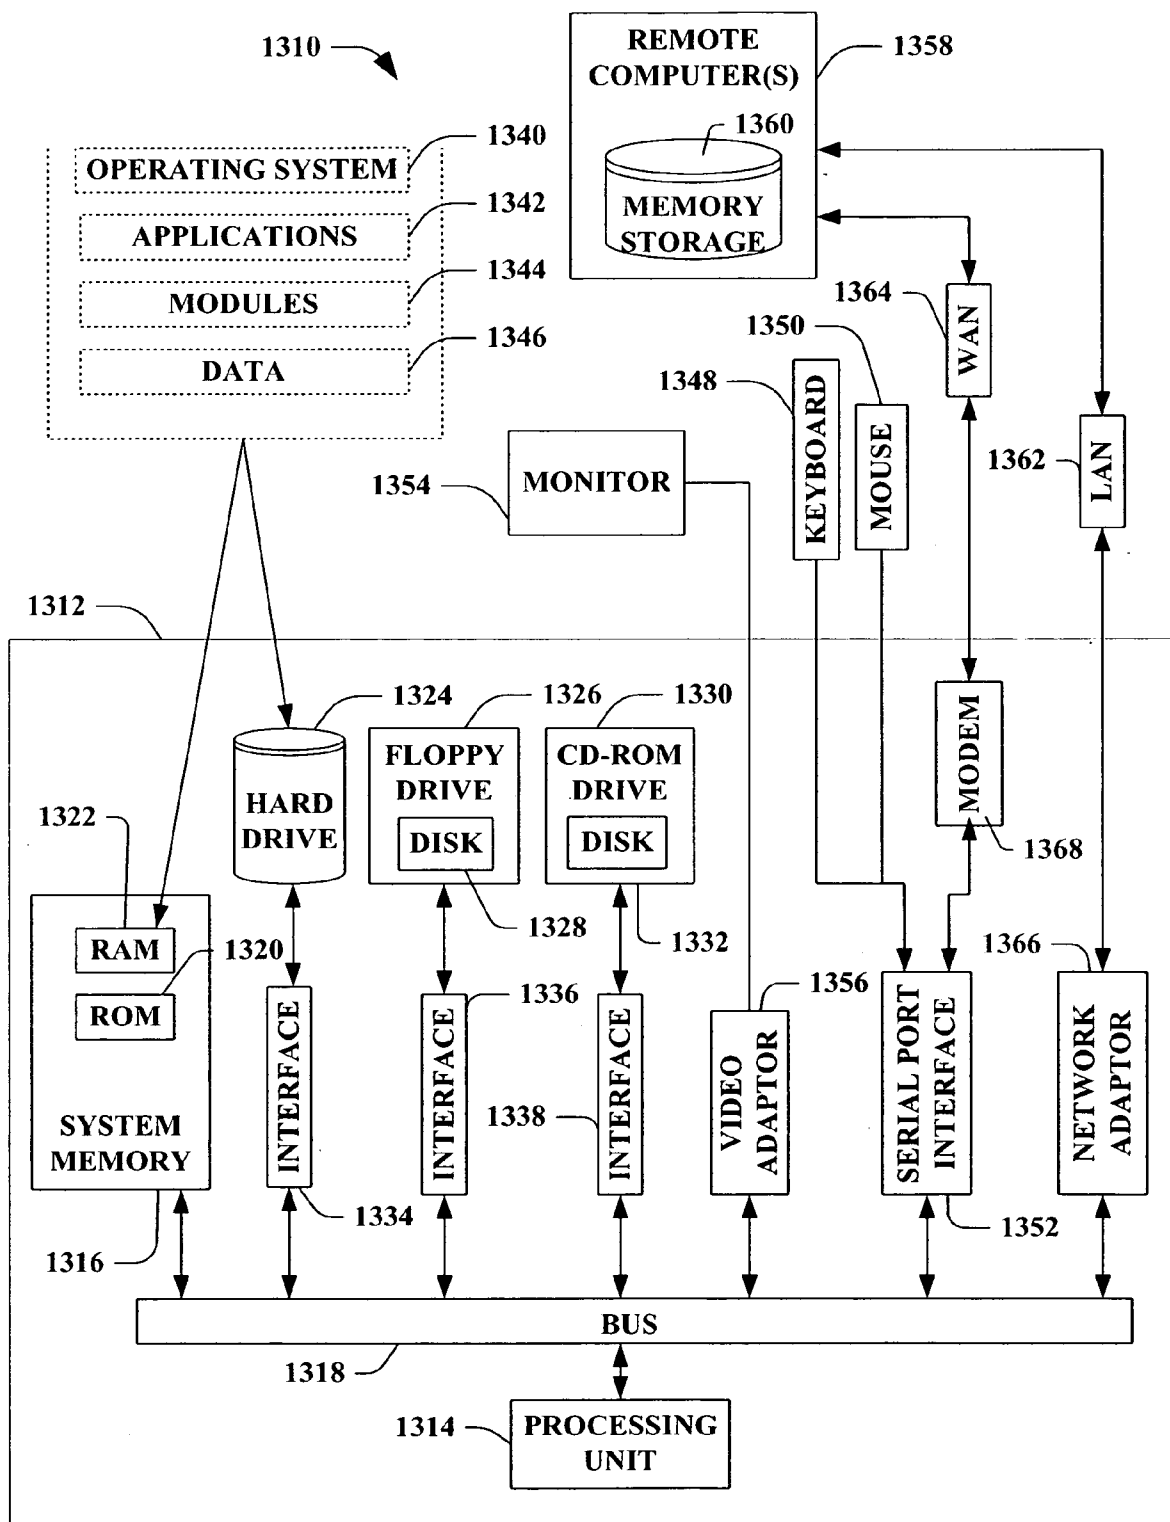 1310
REMOTE
COMPUTER(S)
1358
1360
MEMORY
STORAGE
1340
OPERATING SYSTEM
1342
APPLICATIONS
1344
MODULES
1346
DATA
1364
WAN
1350
1348
KEYBOARD
MOUSE
1362
LAN
MONITOR
1354
1312
1324
HARD
DRIVE
1326
FLOPPY
DRIVE
DISK
1328
1330
CD-ROM
DRIVE
DISK
1332
MODEM
1368
1322
RAM
1320
ROM
SYSTEM
MEMORY
1316
INTERFACE
1334
1336
INTERFACE
1338
INTERFACE
1356
VIDEO
ADAPTOR
SERIAL PORT
INTERFACE
1352
1366
NETWORK
ADAPTOR
BUS
1318
1314
PROCESSING
UNIT